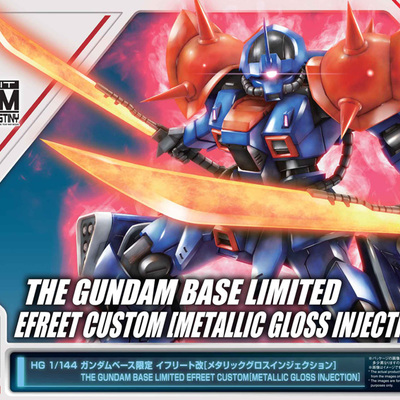 IT
M
STINY
THE GUNDAM BASE LIMITED
EFREET CUSTOM [METALLIC GLOSS INJECTI
HG 1/144 ガンダムベース限定 イフリート改[メタリックグロスインジェクション]
THE GUNDAM BASE LIMITED EFREET CUSTOM[METALLIC GLOSS INJECTION]